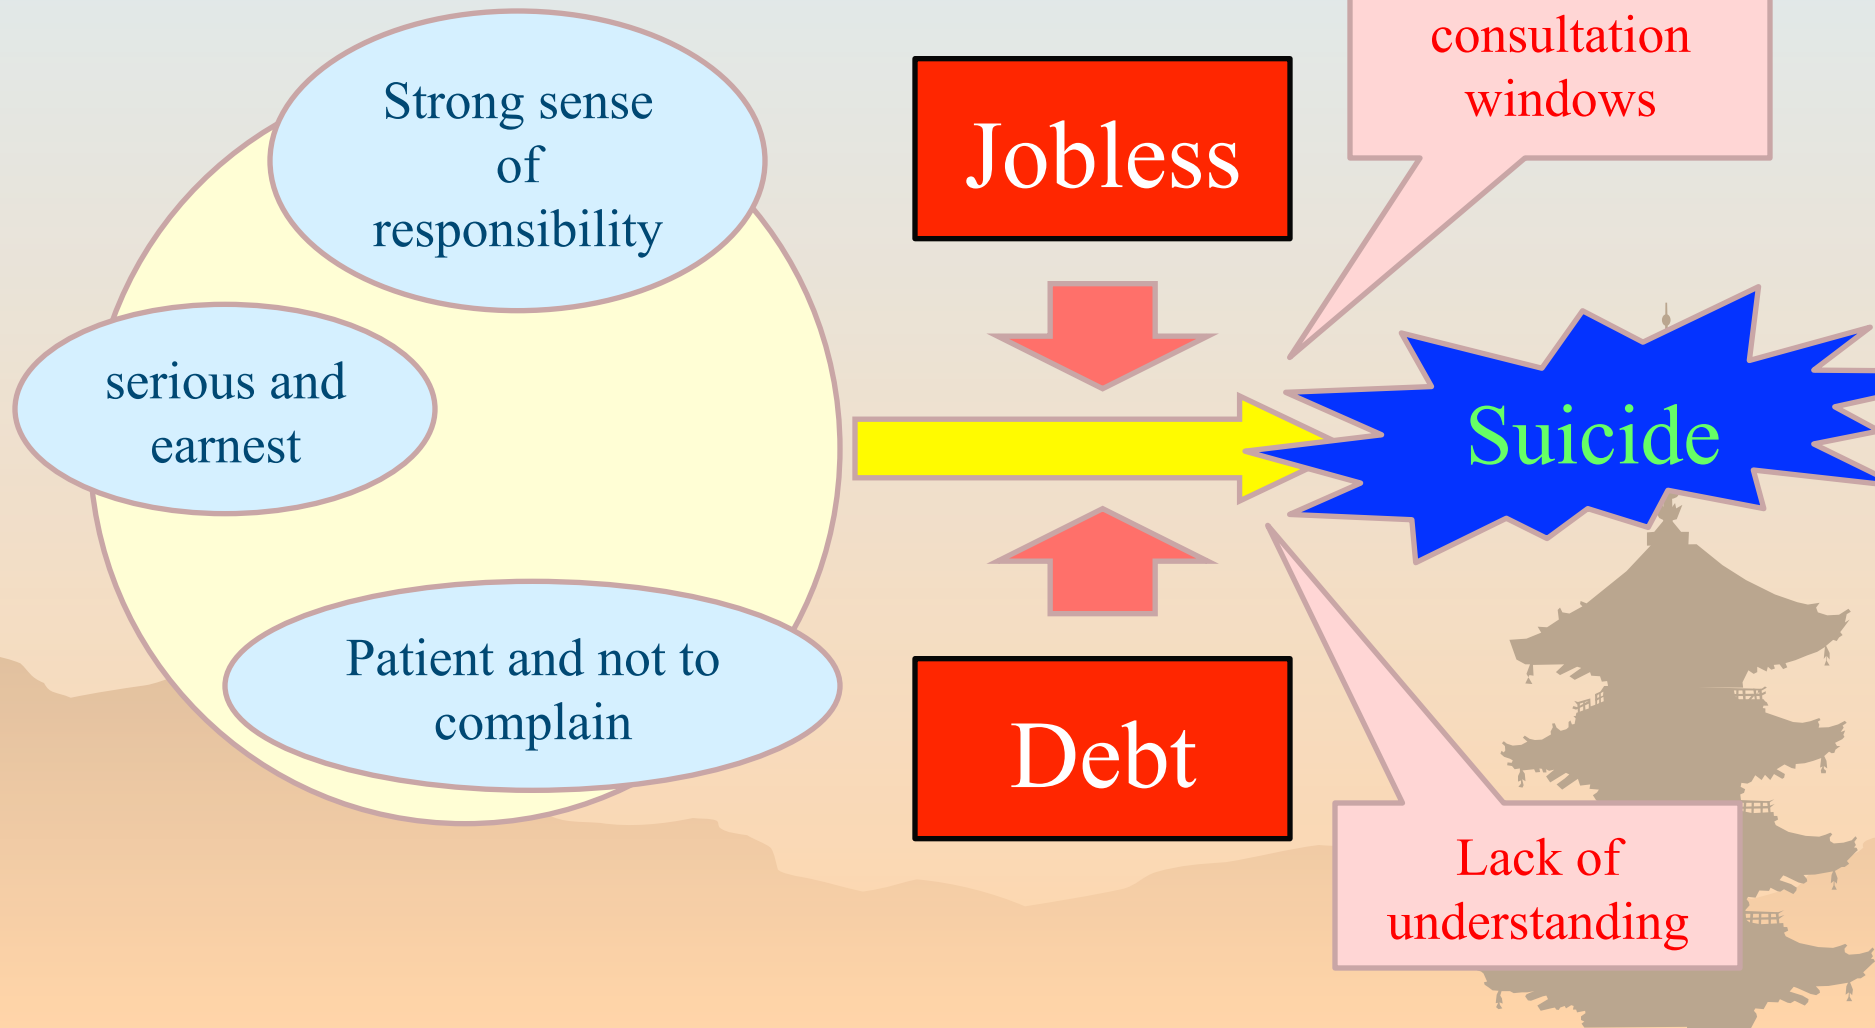 Strong sense
of
responsibility
serious and
earnest
Patient and not to
complain
Jobless
Debt
consultation
windows
Suicide
Lack of
understanding